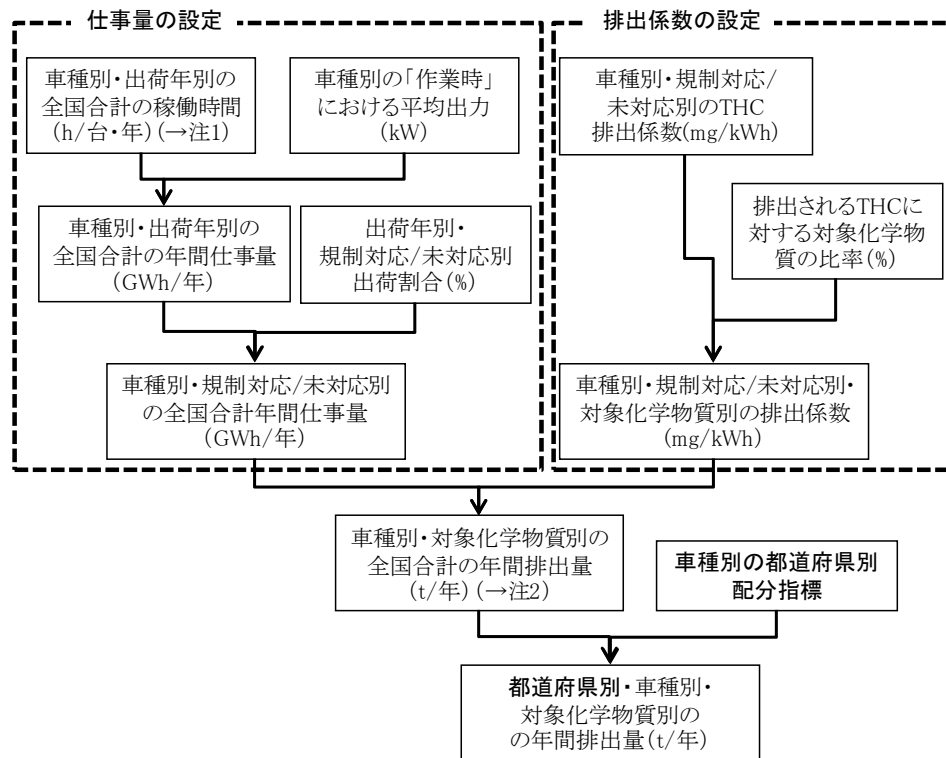 仕事量の設定
車種別・出荷年別の
全国合計の稼働時間
(h/台・年)(→注1)
車種別の「作業時」
における平均出力
(kW)
車種別・出荷年別の
全国合計の年間仕事量
(GWh/年)
出荷年別・
規制対応/未対応別
出荷割合(%)
車種別・規制対応/未対応別
の全国合計年間仕事量
(GWh/年)
排出係数の設定
車種別・規制対応/
未対応別のTHC
排出係数(mg/kWh)
排出されるTHCに
対する対象化学物
質の比率(%)
車種別・規制対応/未対応別・
対象化学物質別の排出係数
(mg/kWh)
車種別・対象化学物質別の
全国合計の年間排出量
(t/年)(→注2)
車種別の都道府県別
配分指標
都道府県別・車種別・
対象化学物質別の
の年間排出量(t/年)